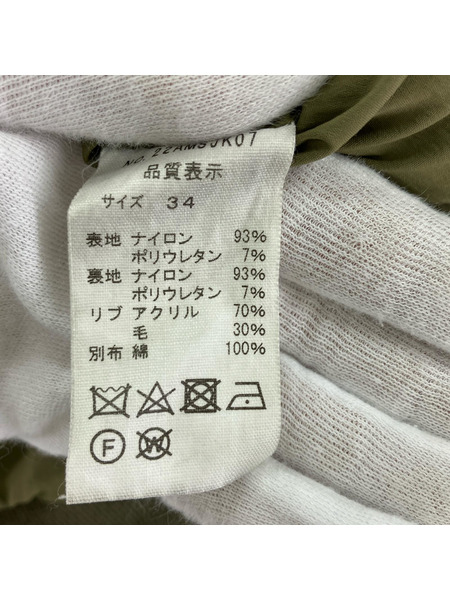 NO. 22AMSJK07
品質表示
サイズ 34
表地 ナイロン 93%
ポリウレタン 7%
裏地 ナイロン 93%
ポリウレタン 7%
リブ アクリル 70%
毛 30%
別布 綿 100%
F W